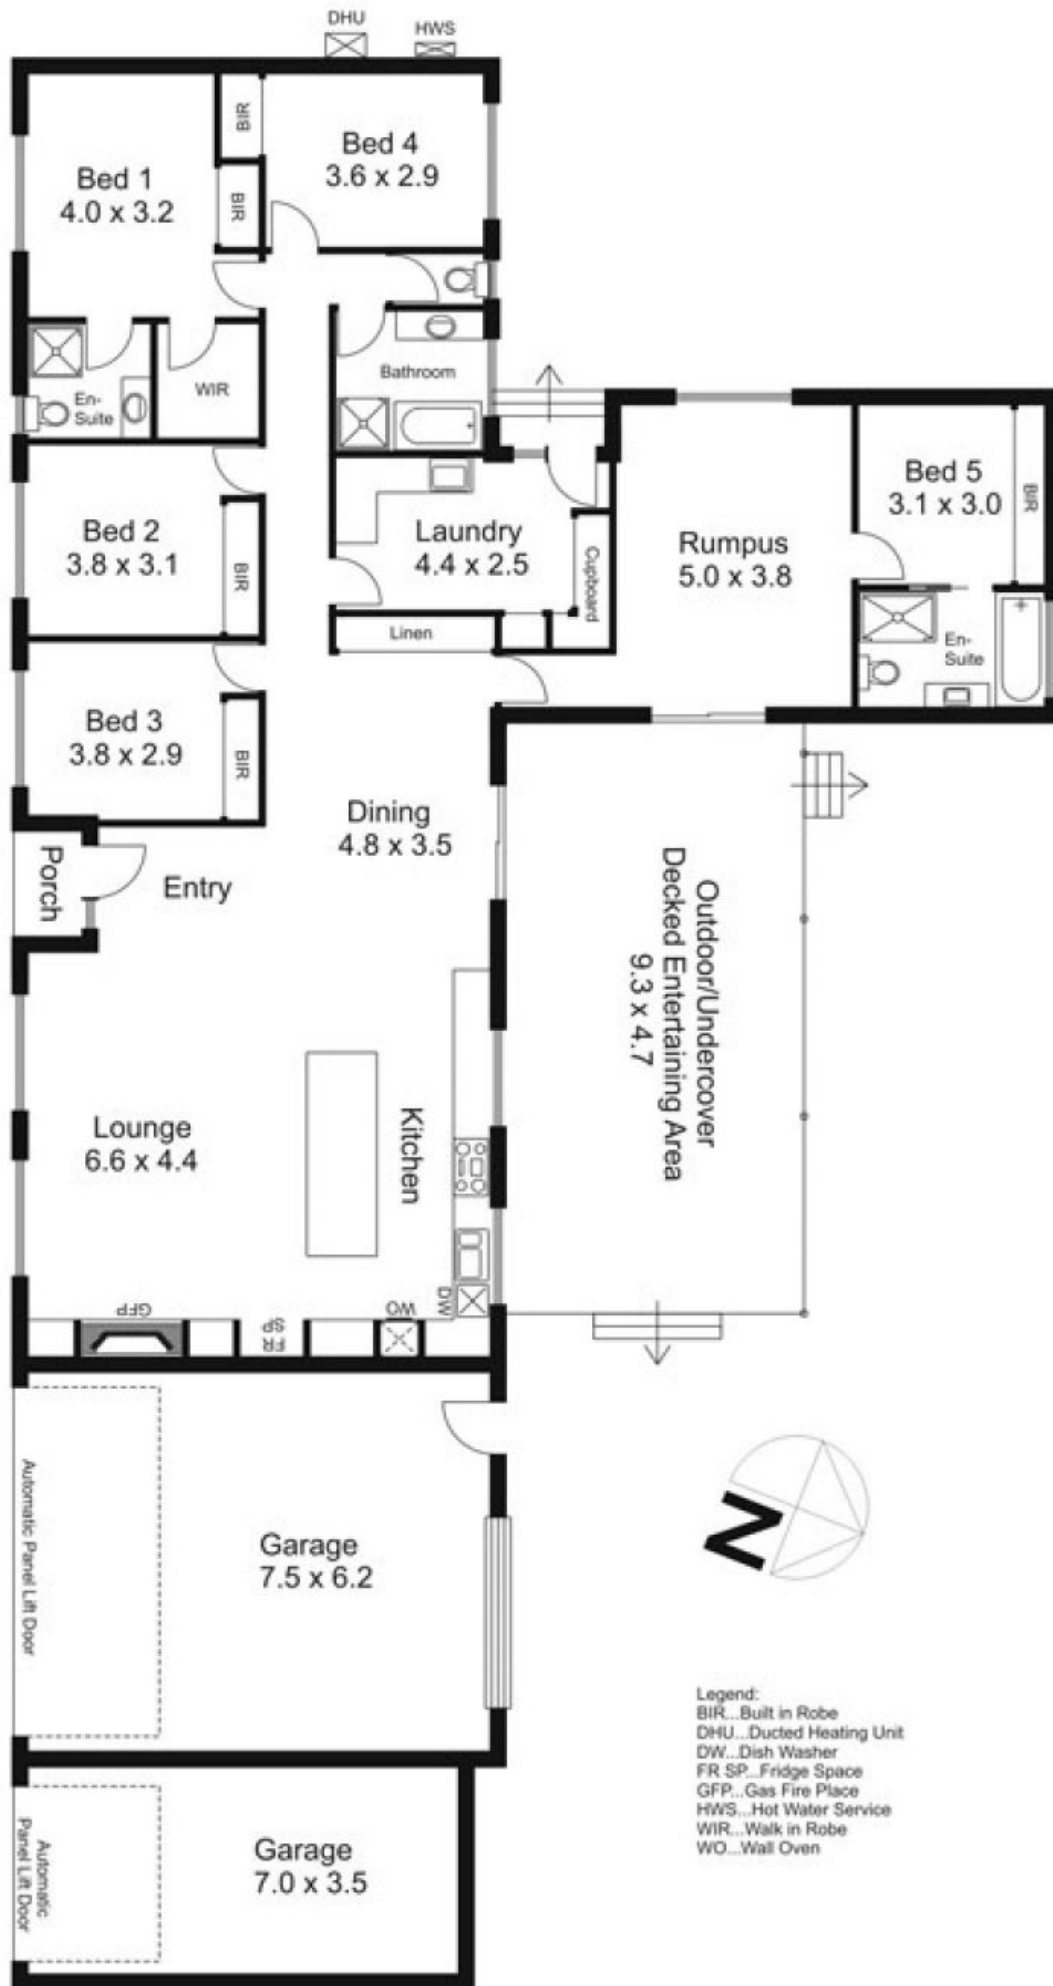 DHU
HWS
BIR
Bed 4
3.6 x 2.9
Bed 1
4.0 x 3.2
BIR
En-
Suite
WIR
Bathroom
Bed 2
3.8 x 3.1
BIR
Laundry
4.4 x 2.5
Cupboard
Linen
Rumpus
5.0 x 3.8
Bed 5
3.1 x 3.0
BIR
En-
Suite
Bed 3
3.8 x 2.9
BIR
Dining
4.8 x 3.5
Porch
Entry
Outdoor/Undercover
Decked Entertaining Area
9.3 x 4.7
Lounge
6.6 x 4.4
Kitchen
GFP
FR
SP
WO
DW
Automatic Panel Lift Door
Garage
7.5 x 6.2
N
Automatic
Panel Lift Door
Garage
7.0 x 3.5
Legend:
BIR...Built in Robe
DHU...Ducted Heating Unit
DW...Dish Washer
FR SP...Fridge Space
GFP...Gas Fire Place
HWS...Hot Water Service
WIR...Walk in Robe
WO...Wall Oven